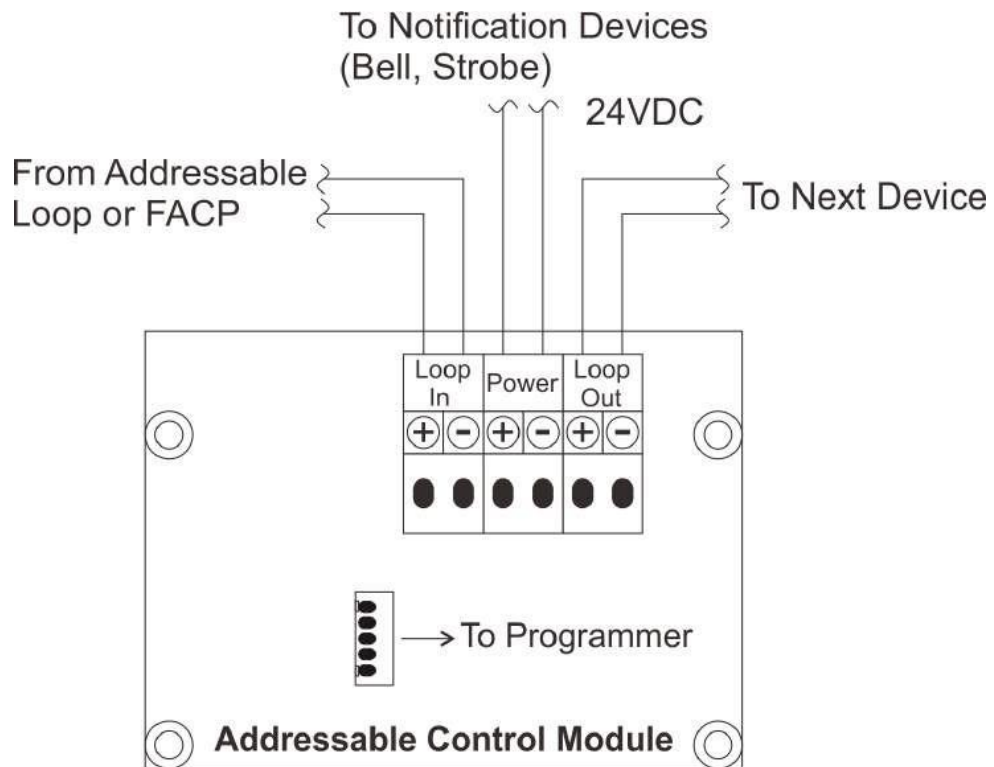 To Notification Devices
(Bell, Strobe)
24VDC
From Addressable
Loop or FACP
To Next Device
Loop
In
Power
Loop
Out
+ - + - + -
To Programmer
Addressable Control Module